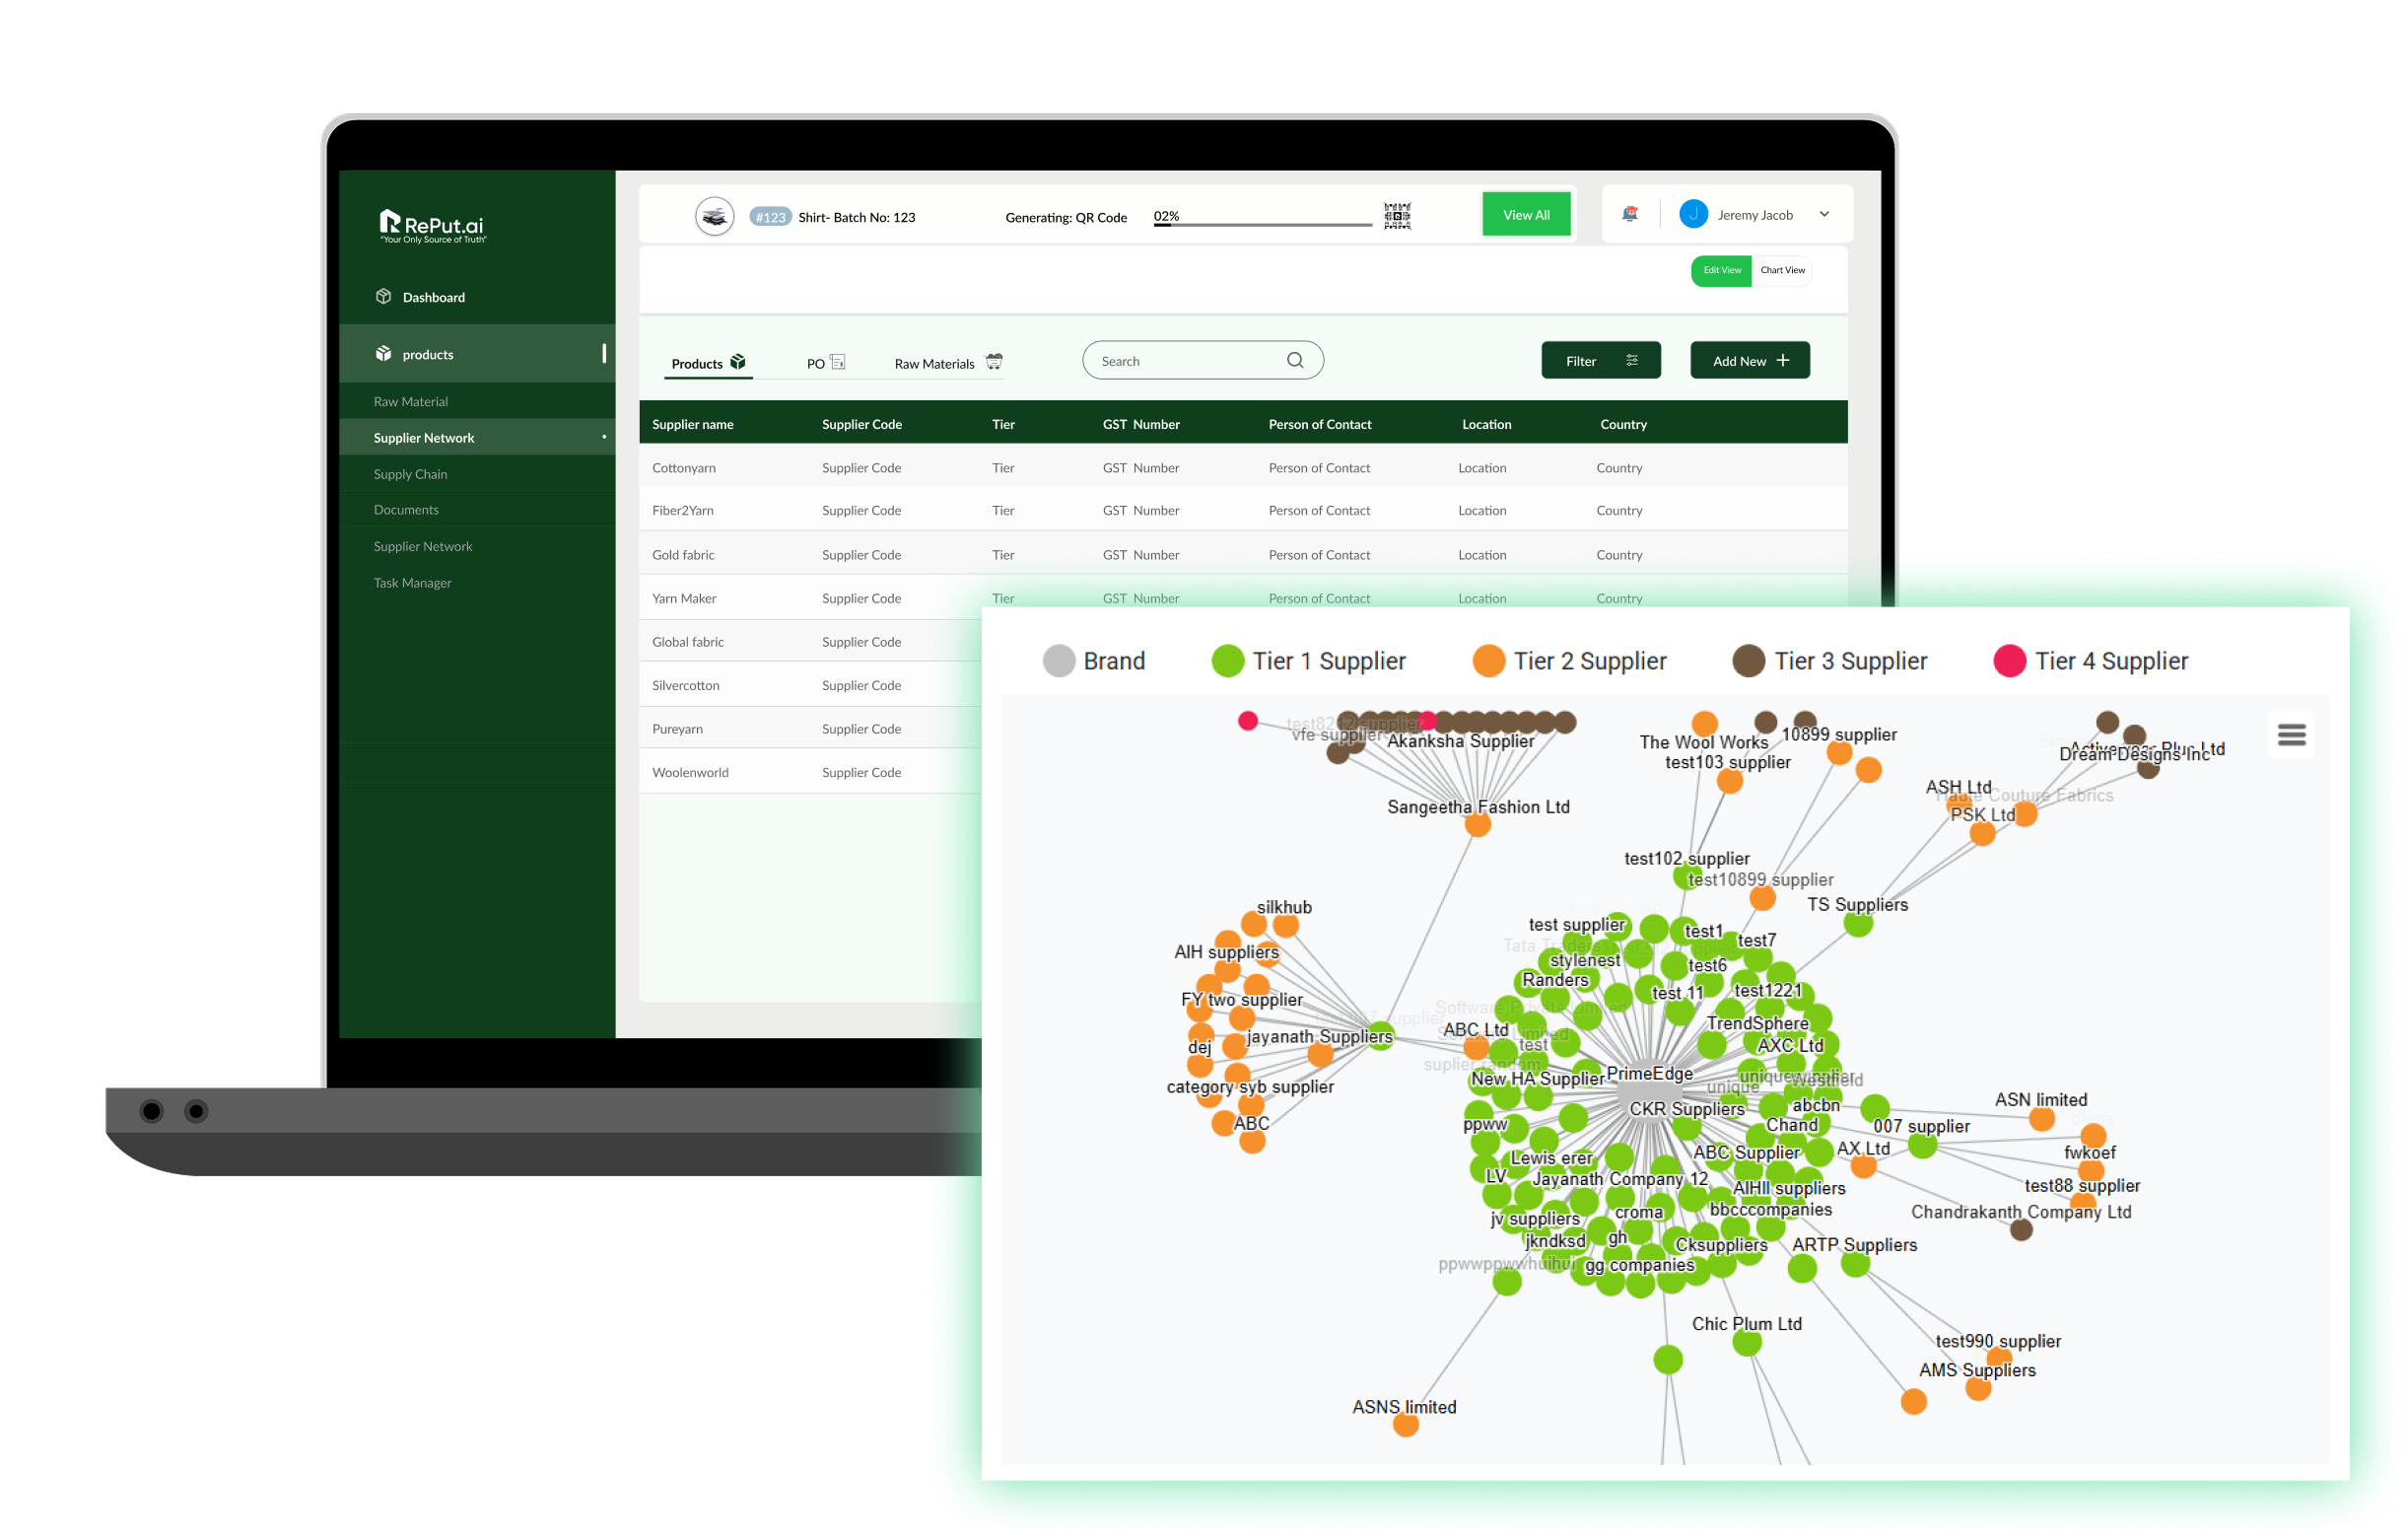 RePut.ai
"Your Only Source of Truth"
Dashboard
products
Raw Material
Supplier Network
Supply Chain
Documents
Supplier Network
Task Manager
#123 Shirt- Batch No: 123 Generating: QR Code 02% View All Jeremy Jacob
J
Edit View Chart View
Products PO Raw Materials Search Filter Add New
Supplier name Supplier Code Tier GST Number Person of Contact Location Country
Cottonyarn Supplier Code Tier GST Number Person of Contact Location Country
Fiber2Yarn Supplier Code Tier GST Number Person of Contact Location Country
Gold fabric Supplier Code Tier GST Number Person of Contact Location Country
Yarn Maker Supplier Code Tier GST Number Person of Contact Location Country
Global fabric Supplier Code
Silvercotton Supplier Code
Pureyarn Supplier Code
Woolenworld Supplier Code
Brand Tier 1 Supplier Tier 2 Supplier Tier 3 Supplier Tier 4 Supplier
vfe supplier
Akanksha Supplier
The Wool Works
10899 supplier
test103 supplier
Dream Designs Inc
Ltd
ASH Ltd
Couture Fabrics
PSK Ltd
Sangeetha Fashion Ltd
test102 supplier
test10899 supplier
TS Suppliers
silkhub
AIH suppliers
FY two supplier
jayanath Suppliers
dej
category syb supplier
ABC
test supplier
test1
test7
stylenest
test6
Randers
test 11
test1221
TrendSphere
ABC Ltd
test
AXC Ltd
suplier random
New HA Supplier
PrimeEdge
unique
CKR Suppliers
abcbn
ppww
Chand
007 supplier
ASN limited
Lewis erer
ABC Supplier
AX Ltd
fwkoef
LV
Jayanath Company 12
AIHII suppliers
test88 supplier
jv suppliers
croma
bbcccompanies
Chandrakanth Company Ltd
jkndksd
gh
Cksuppliers
ARTP Suppliers
ppwwppwwhuihui
gg companies
Chic Plum Ltd
test990 supplier
AMS Suppliers
ASNS limited